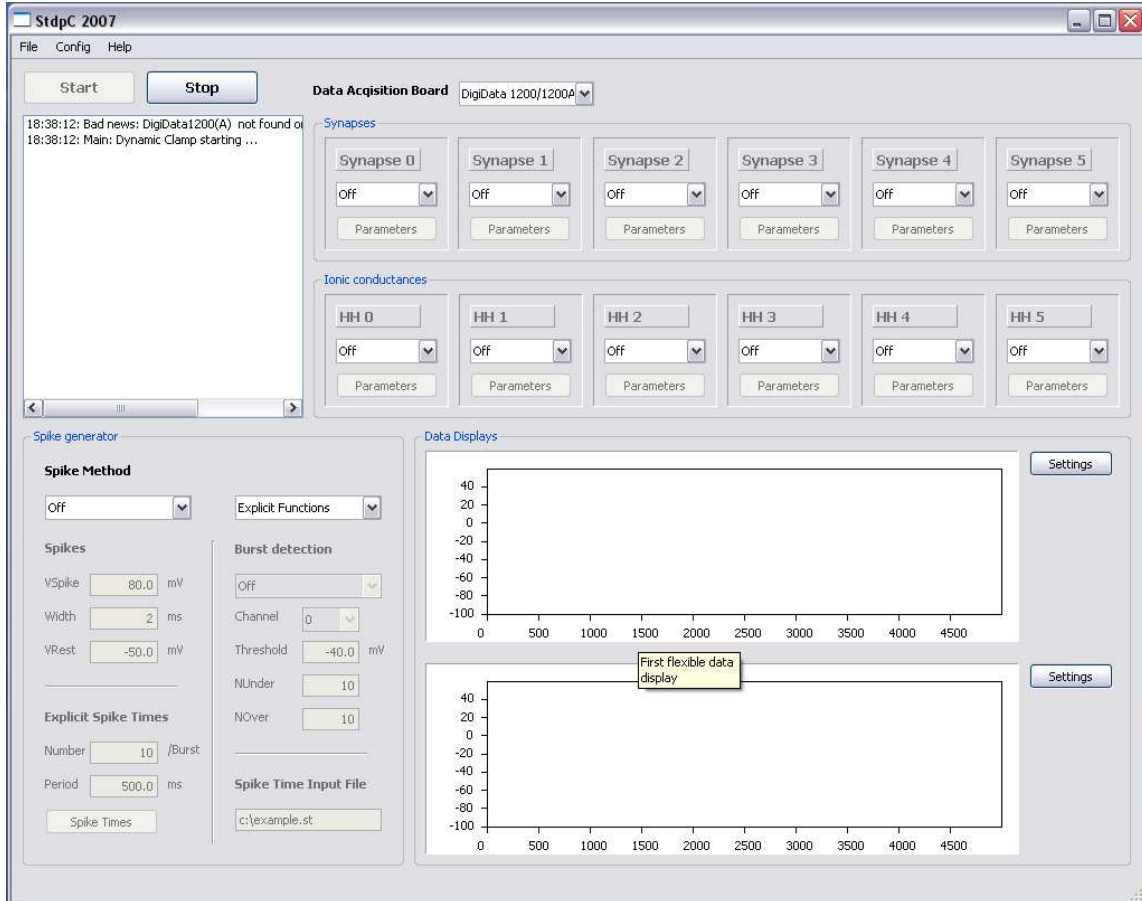 StdpC 2007
File Config Help
Start Stop Data Acqisition Board DigiData 1200/1200A
18:38:12: Bad news: DigiData1200(A) not found o
18:38:12: Main: Dynamic Clamp starting ...
Synapses
Synapse 0 Synapse 1 Synapse 2 Synapse 3 Synapse 4 Synapse 5
Off Off Off Off Off Off
Parameters Parameters Parameters Parameters Parameters Parameters
Ionic conductances
HH 0 HH 1 HH 2 HH 3 HH 4 HH 5
Off Off Off Off Off Off
Parameters Parameters Parameters Parameters Parameters Parameters
Spike generator
Spike Method
Off Explicit Functions
Spikes
VSpike 80.0 mV
Width 2 ms
VRest -50.0 mV
Explicit Spike Times
Number 10 /Burst
Period 500.0 ms
Spike Times
Burst detection
Off
Channel 0
Threshold -40.0 mV
NUnder 10
NOver 10
Spike Time Input File
c:\example.st
Data Displays
Settings
40
20
0
-20
-40
-60
-80
-100
0 500 1000 1500 2000 2500 3000 3500 4000 4500
First flexible data
display
Settings
40
20
0
-20
-40
-60
-80
-100
0 500 1000 1500 2000 2500 3000 3500 4000 4500